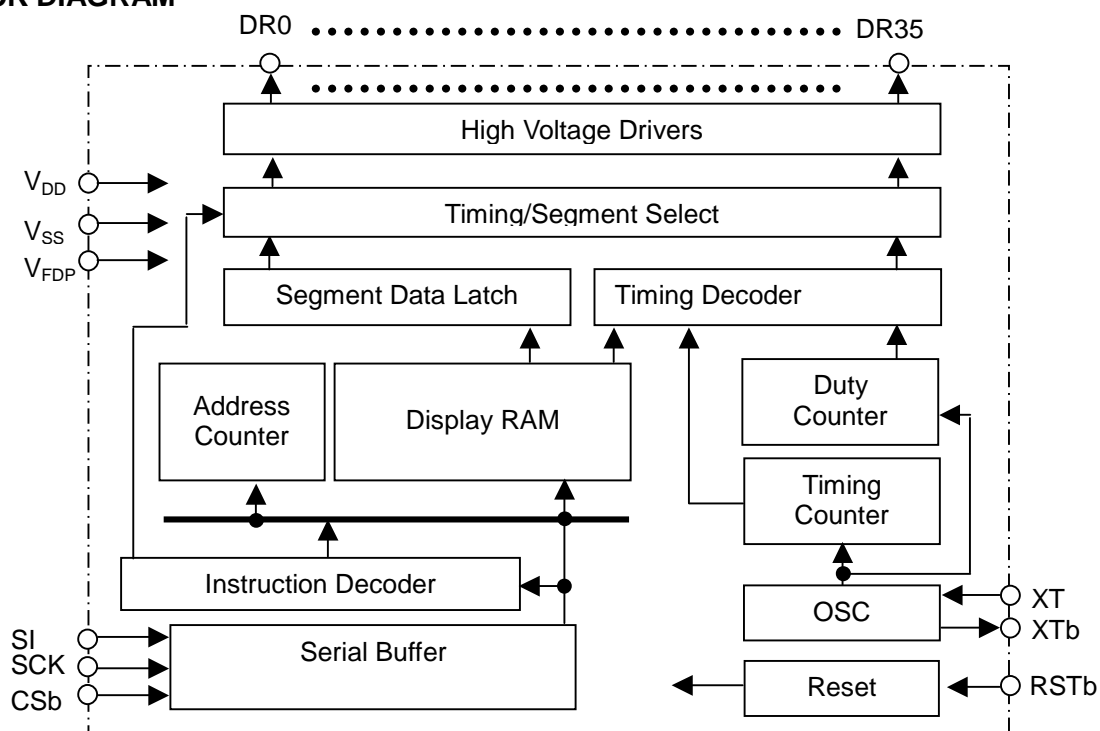 DIAGRAM
DR0
DR35
High Voltage Drivers
VDD
Timing/Segment Select
VSS
VFDP
Segment Data Latch
Timing Decoder
Address
Counter
Display RAM
Duty
Counter
Timing
Counter
Instruction Decoder
OSC
XT
XTb
SI
SCK
CSb
Serial Buffer
Reset
RSTb